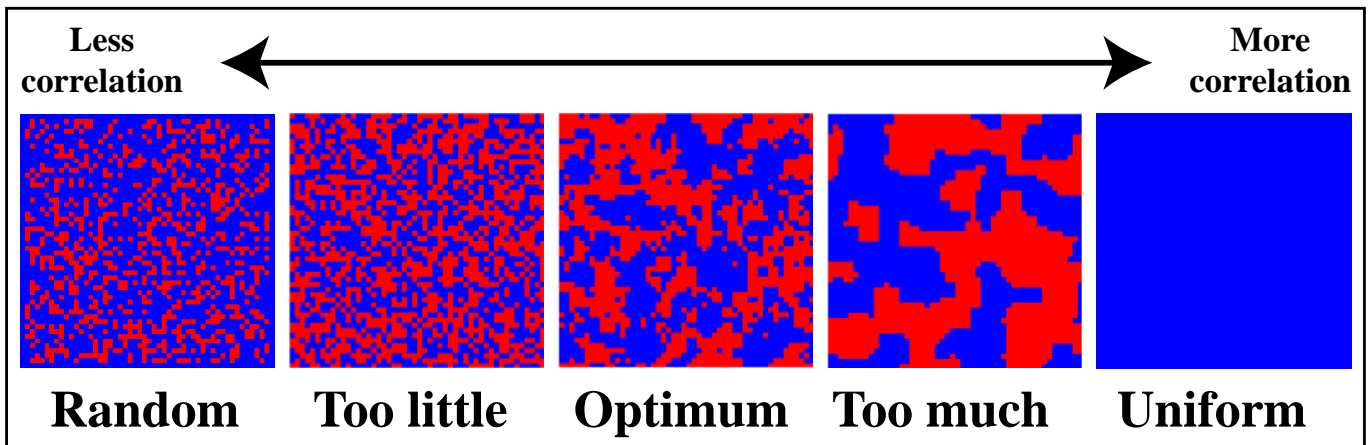 Less
correlation
More
correlation
Random
Too little
Optimum
Too much
Uniform